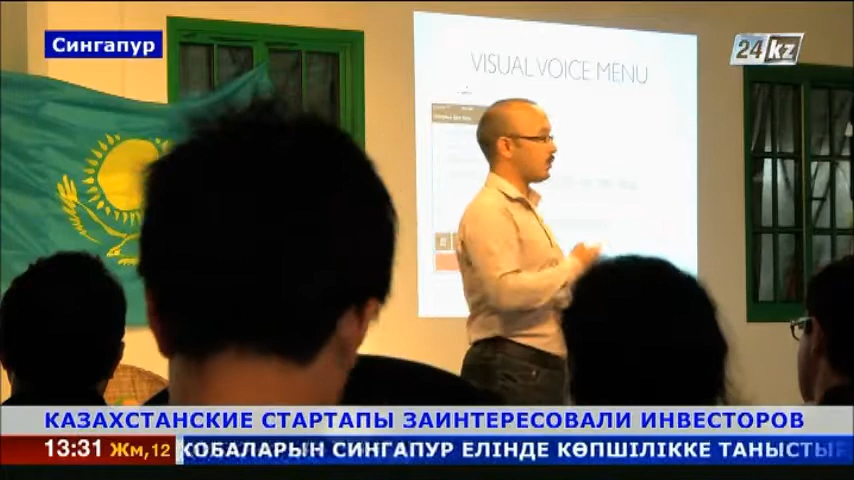 Сингапур
24kz
VISUAL VOICE MENU
КАЗАХСТАНСКИЕ СТАРТАПЫ ЗАИНТЕРЕСОВАЛИ ИНВЕСТОРОВ
13:31 Жм,12 ЖОБАЛАРЫН СИНГАПУР ЕЛІНДЕ КӨПШІЛІККЕ ТАНЫСТЫ